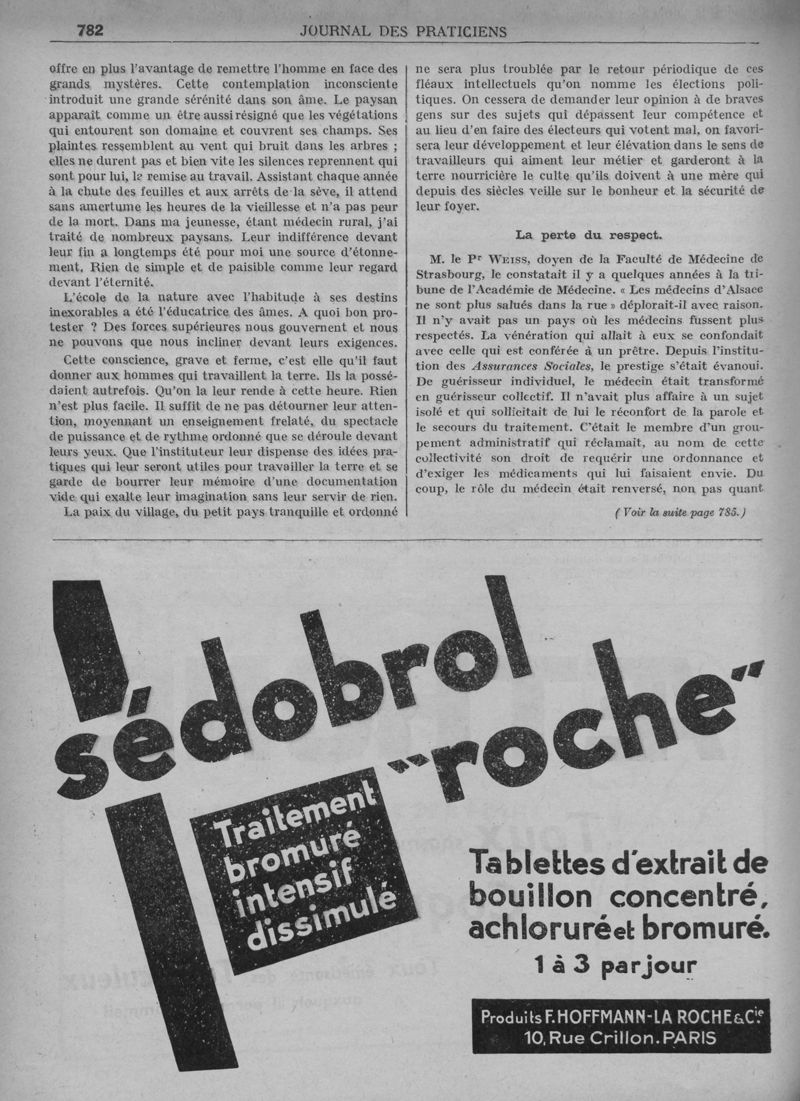 782
JOURNAL DES PRATICIENS
offre en plus l'avantage de remettre l'homme en face des
grands mystères. Cette contemplation inconsciente
introduit une grande sérénité dans son âme. Le paysan
apparaît comme un être aussi résigné que les végétations
qui entourent son domaine et couvrent ses champs. Ses
plaintes ressemblent au vent qui bruit dans les arbres ;
elles ne durent pas et bien vite les silences reprennent qui
sont pour lui, le remise au travail. Assistant chaque année
à la chute des feuilles et aux arrêts de la sève, il attend
sans amertume les heures de la vieillesse et n'a pas peur
de la mort. Dans ma jeunesse, étant médecin rural, j'ai
traité de nombreux paysans. Leur indifférence devant
leur fin a longtemps été pour moi une source d'étonne-
ment. Rien de simple et de paisible comme leur regard
devant l'éternité.
L'école de la nature avec l'habitude à ses destins
inexorables a été l'éducatrice des âmes. A quoi bon pro-
tester ? Des forces supérieures nous gouvernent et nous
ne pouvons que nous incliner devant leurs exigences.
Cette conscience, grave et ferme, c'est elle qu'il faut
donner aux hommes qui travaillent la terre. Ils la possé-
daient autrefois. Qu'on la leur rende à cette heure. Rien
n'est plus facile. Il suffit de ne pas détourner leur atten-
tion, moyennant un enseignement frelaté, du spectacle
de puissance et de rythme ordonné que se déroule devant
leurs yeux. Que l'instituteur leur dispense des idées pra-
tiques qui leur seront utiles pour travailler la terre et se
garde de bourrer leur mémoire d'une documentation
vide qui exalte leur imagination sans leur servir de rien.
La paix du village, du petit pays tranquille et ordonné
ne sera plus troublée par le retour périodique de ces
fléaux intellectuels qu'on nomme les élections poli-
tiques. On cessera de demander leur opinion à de braves
gens sur des sujets qui dépassent leur compétence et
au lieu d'en faire des électeurs qui votent mal, on favori-
sera leur développement et leur élévation dans le sens de
travailleurs qui aiment leur métier et garderont à la
terre nourricière le culte qu'ils doivent à une mère qui
depuis des siècles veille sur le bonheur et la sécurité de
leur foyer.
La perte du respect.
M. le Pr WEISS, doyen de la Faculté de Médecine de
Strasbourg, le constatait il y a quelques années à la tri-
bune de l'Académie de Médecine. « Les médecins d'Alsace
ne sont plus salués dans la rue » déplorait-il avec raison.
Il n'y avait pas un pays où les médecins fussent plus
respectés. La vénération qui allait à eux se confondait
avec celle qui est conférée à un prêtre. Depuis l'institu-
tion des Assurances Sociales, le prestige s'était évanoui.
De guérisseur individuel, le médecin était transformé
en guérisseur collectif. Il n'avait plus affaire à un sujet
isolé et qui sollicitait de lui le réconfort de la parole et
le secours du traitement. C'était le membre d'un grou-
pement administratif qui réclamait, au nom de cette
collectivité son droit de requérir une ordonnance et
d'exiger les médicaments qui lui faisaient envie. Du
coup, le rôle du médecin était renversé, non pas quant
(Voir la suite page 785.)
sédobrol
"roche"
Traitement
bromuré
intensif
dissimulé
Tablettes d'extrait de
bouillon concentré,
achloruré et bromuré.
1 à 3 par jour
Produits F. HOFFMANN-LA ROCHE & Cie.
10, Rue Crillon. PARIS